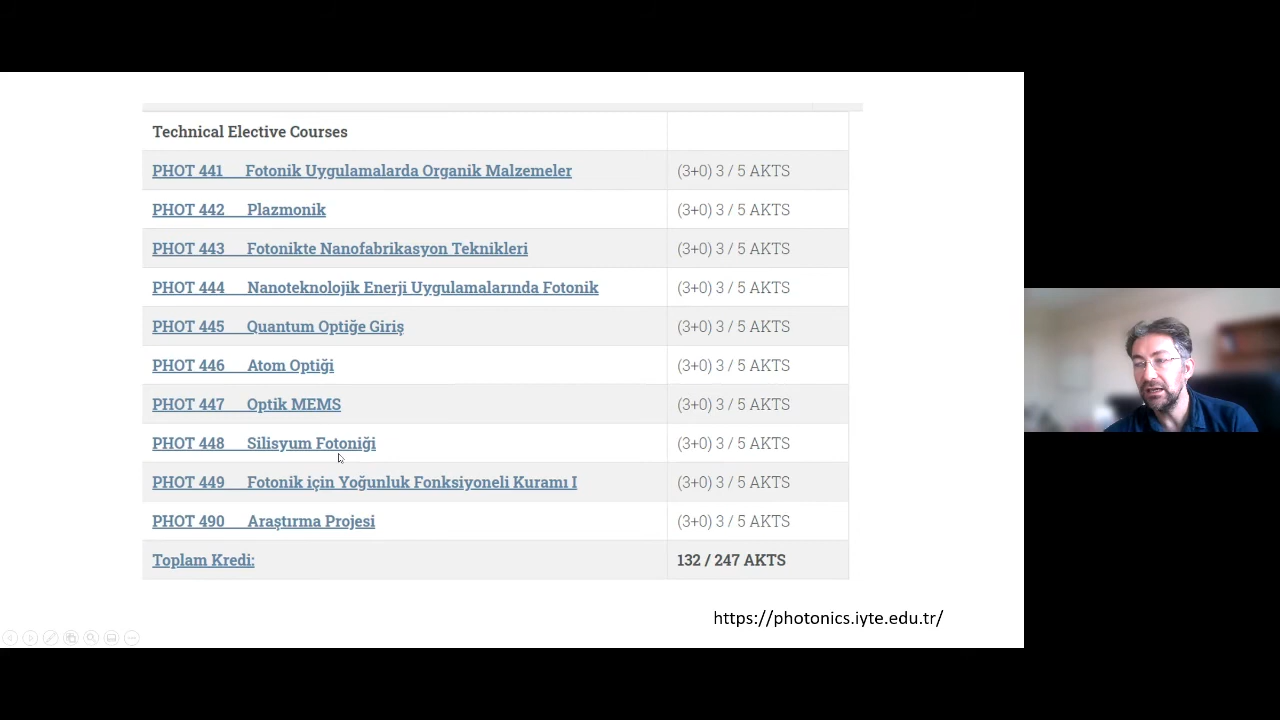 Technical Elective Courses
PHOT 441 Fotonik Uygulamalarda Organik Malzemeler (3+0) 3 / 5 AKTS
PHOT 442 Plazmonik (3+0) 3 / 5 AKTS
PHOT 443 Fotonikte Nanofabrikasyon Teknikleri (3+0) 3 / 5 AKTS
PHOT 444 Nanoteknolojik Enerji Uygulamalarında Fotonik (3+0) 3 / 5 AKTS
PHOT 445 Quantum Optiğe Giriş (3+0) 3 / 5 AKTS
PHOT 446 Atom Optiği (3+0) 3 / 5 AKTS
PHOT 447 Optik MEMS (3+0) 3 / 5 AKTS
PHOT 448 Silisyum Fotoniği (3+0) 3 / 5 AKTS
PHOT 449 Fotonik için Yoğunluk Fonksiyoneli Kuramı I (3+0) 3 / 5 AKTS
PHOT 490 Araştırma Projesi (3+0) 3 / 5 AKTS
Toplam Kredi: 132 / 247 AKTS
https://photonics.iyte.edu.tr/